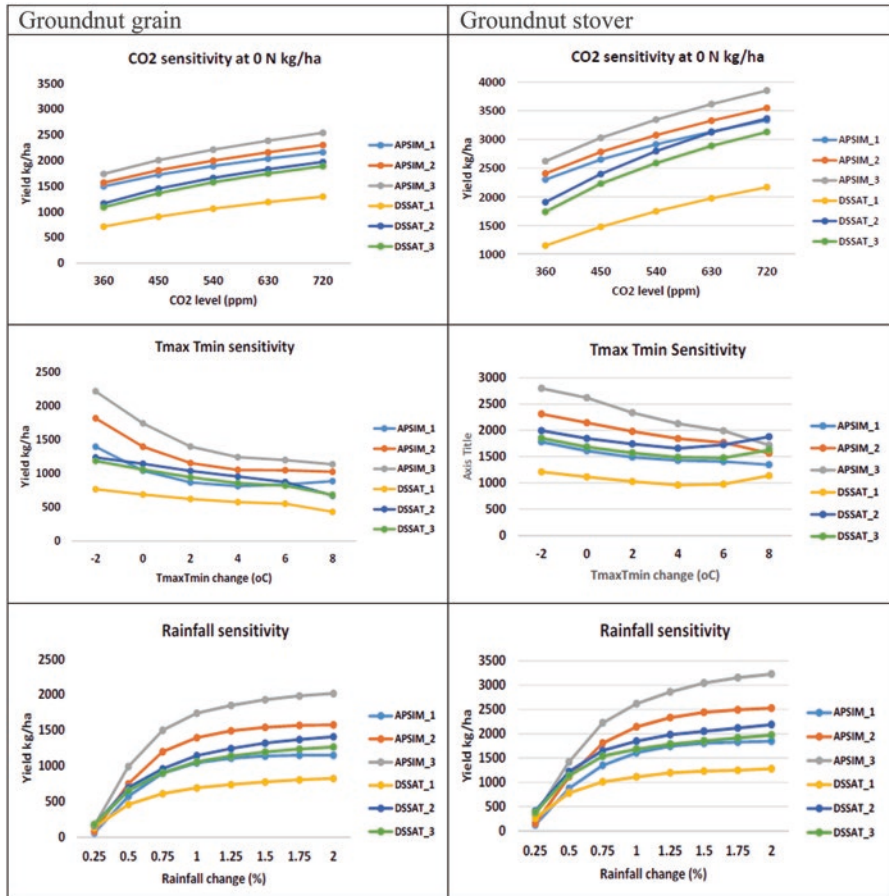 Groundnut grain
CO2 sensitivity at 0 N kg/ha
Yield kg/ha
3500
3000
2500
2000
1500
1000
500
0
360 450 540 630 720
CO2 level (ppm)
APSIM_1
APSIM_2
APSIM_3
DSSAT_1
DSSAT_2
DSSAT_3
Groundnut stover
CO2 sensitivity at 0 N kg/ha
Yield kg/ha
4000
3500
3000
2500
2000
1500
1000
360 450 540 630 720
CO2 level (ppm)
APSIM_1
APSIM_2
APSIM_3
DSSAT_1
DSSAT_2
DSSAT_3
Tmax Tmin sensitivity
Yield kg/ha
2500
2000
1500
1000
500
0
-2 0 2 4 6 8
TmaxTmin change (oC)
APSIM_1
APSIM_2
APSIM_3
DSSAT_1
DSSAT_2
DSSAT_3
Tmax Tmin Sensitivity
Axis Title
3000
2500
2000
1500
1000
500
0
-2 0 2 4 6 8
TmaxTmin change (oC)
APSIM_1
APSIM_2
APSIM_3
DSSAT_1
DSSAT_2
DSSAT_3
Rainfall sensitivity
Yield kg/ha
2500
2000
1500
1000
500
0
0.25 0.5 0.75 1 1.25 1.5 1.75 2
Rainfall change (%)
APSIM_1
APSIM_2
APSIM_3
DSSAT_1
DSSAT_2
DSSAT_3
Rainfall sensitivity
Yield kg/ha
3500
3000
2500
2000
1500
1000
500
0
0.25 0.5 0.75 1 1.25 1.5 1.75 2
Rainfall change (%)
APSIM_1
APSIM_2
APSIM_3
DSSAT_1
DSSAT_2
DSSAT_3